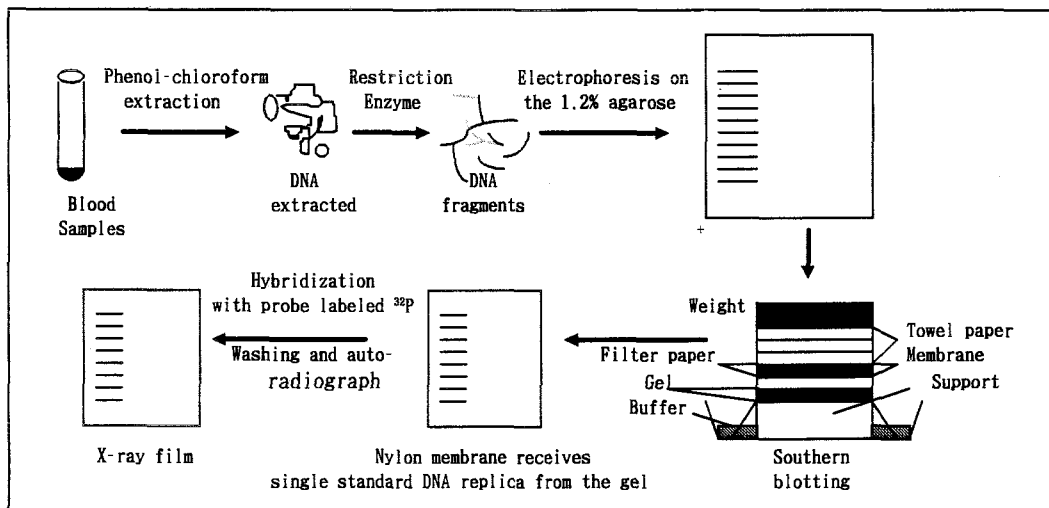 Phenol-chloroform
extraction
Restriction
Enzyme
Electrophoresis on
the 1.2% agarose
Blood
Samples
DNA
extracted
DNA
fragments
+
Hybridization
with probe labeled ³²P
Washing and auto-
radiograph
Weight
Towel paper
Membrane
Filter paper
Gel
Support
Buffer
X-ray film
Nylon membrane receives
single standard DNA replica from the gel
Southern
blotting